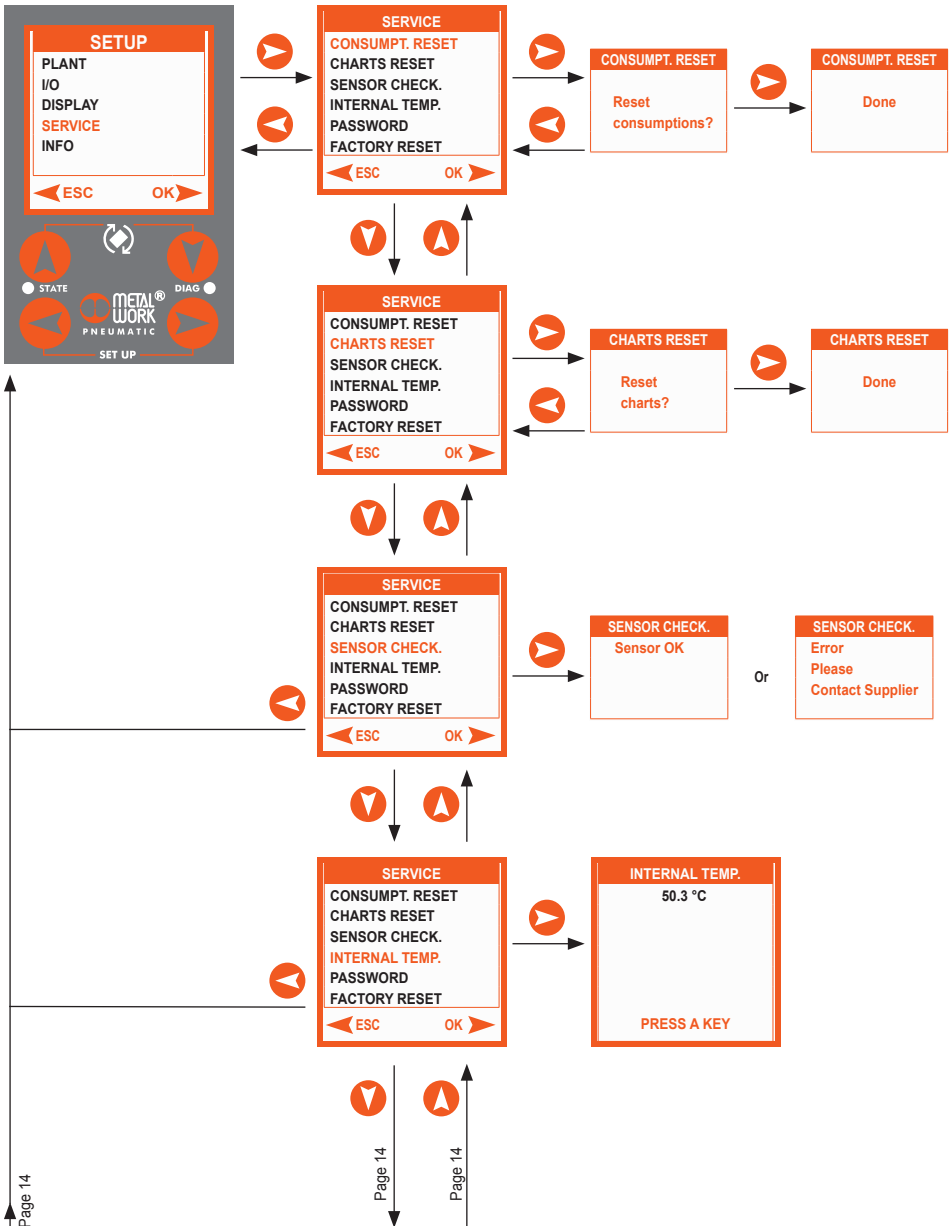 SETUP
PLANT
I/O
DISPLAY
SERVICE
INFO
ESC OK
STATE DIAG
METAL® WORK
PNEUMATIC
SET UP
SERVICE
CONSUMPT. RESET
CHARTS RESET
SENSOR CHECK.
INTERNAL TEMP.
PASSWORD
FACTORY RESET
ESC OK
CONSUMPT. RESET
Reset
consumptions?
CONSUMPT. RESET
Done
SERVICE
CONSUMPT. RESET
CHARTS RESET
SENSOR CHECK.
INTERNAL TEMP.
PASSWORD
FACTORY RESET
ESC OK
CHARTS RESET
Reset
charts?
CHARTS RESET
Done
SERVICE
CONSUMPT. RESET
CHARTS RESET
SENSOR CHECK.
INTERNAL TEMP.
PASSWORD
FACTORY RESET
ESC OK
SENSOR CHECK.
Sensor OK
Or
SENSOR CHECK.
Error
Please
Contact Supplier
SERVICE
CONSUMPT. RESET
CHARTS RESET
SENSOR CHECK.
INTERNAL TEMP.
PASSWORD
FACTORY RESET
ESC OK
INTERNAL TEMP.
50.3 °C
PRESS A KEY
Page 14
Page 14
Page 14